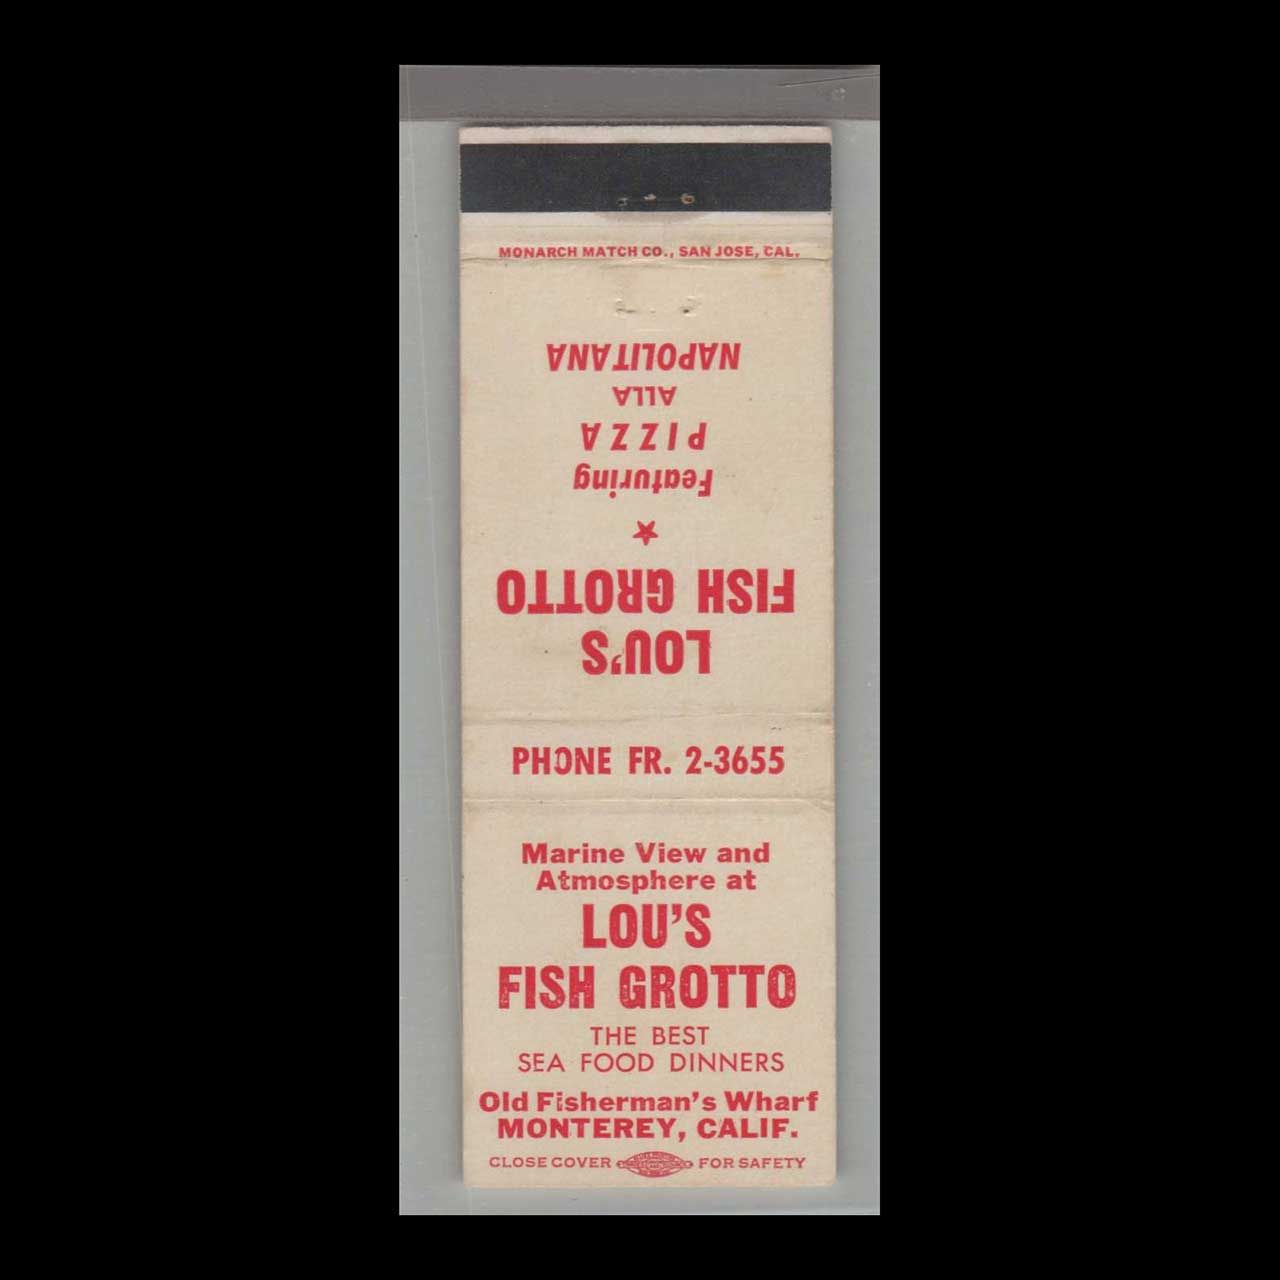 MONARCH MATCH CO., SAN JOSE, CAL.
LOU'S
FISH GROTTO
Featuring
PIZZA
ALLA
NAPOLITANA
PHONE FR. 2-3655
Marine View and
Atmosphere at
LOU'S
FISH GROTTO
THE BEST
SEA FOOD DINNERS
Old Fisherman's Wharf
MONTEREY, CALIF.
CLOSE COVER FOR SAFETY